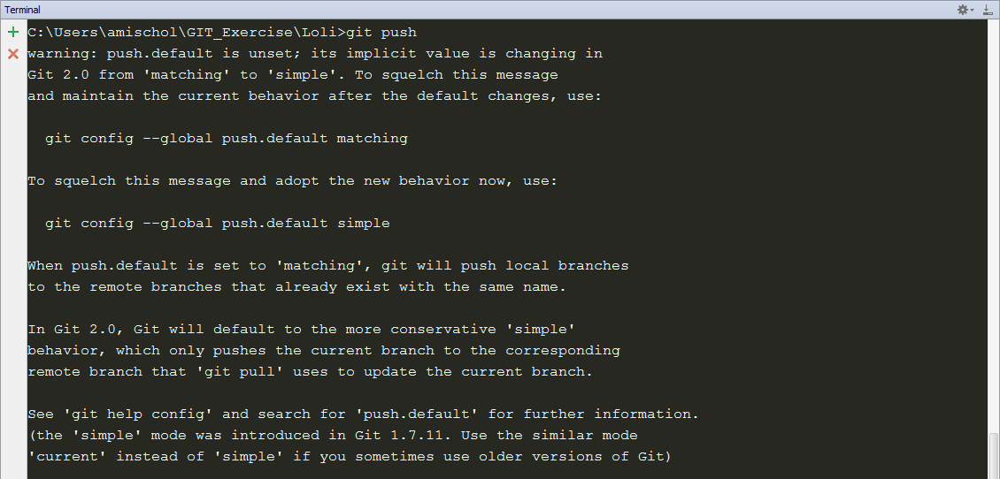 Terminal
C:\Users\amischol\GIT_Exercise\Loli>git push
warning: push.default is unset; its implicit value is changing in
Git 2.0 from 'matching' to 'simple'. To squelch this message
and maintain the current behavior after the default changes, use:
git config --global push.default matching
To squelch this message and adopt the new behavior now, use:
git config --global push.default simple
When push.default is set to 'matching', git will push local branches
to the remote branches that already exist with the same name.
In Git 2.0, Git will default to the more conservative 'simple'
behavior, which only pushes the current branch to the corresponding
remote branch that 'git pull' uses to update the current branch.
See 'git help config' and search for 'push.default' for further information.
(the 'simple' mode was introduced in Git 1.7.11. Use the similar mode
'current' instead of 'simple' if you sometimes use older versions of Git)